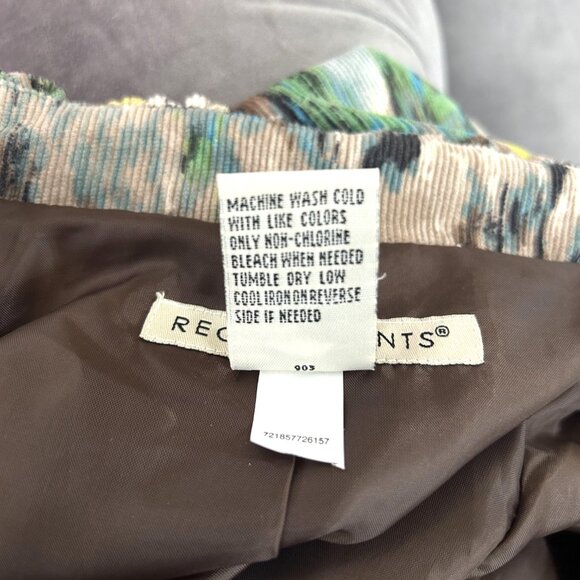 MACHINE WASH COLD
WITH LIKE COLORS
ONLY NON-CHLORINE
BLEACH WHEN NEEDED
TUMBLE DRY LOW
COOL IRON ON REVERSE
SIDE IF NEEDED
903
721857726157